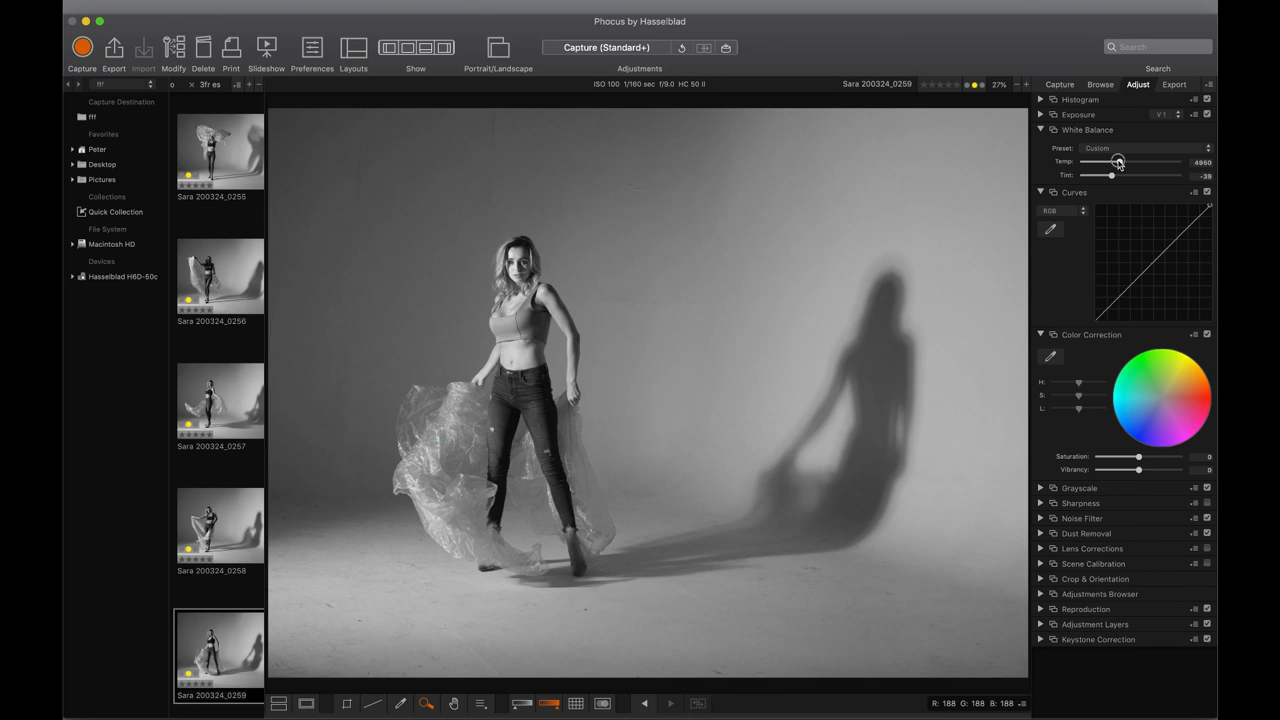 Phocus by Hasselblad
Capture (Standard+)
Search
Capture Export Import Modify Delete Print Slideshow Preferences Layouts Show Portrait/Landscape Adjustments Search
fff
o × 3fr es + −
ISO 100 1/160 sec f/9.0 HC 50 II
Sara 200324_0259
27% − +
Capture Browse Adjust Export
Capture Destination
fff
Favorites
Peter
Desktop
Pictures
Collections
Quick Collection
File System
Macintosh HD
Devices
Hasselblad H6D-50c
Sara 200324_0255
Sara 200324_0256
Sara 200324_0257
Sara 200324_0258
Sara 200324_0259
Histogram
Exposure V 1
White Balance
Preset: Custom
Temp: 4950
Tint: -39
Curves
RGB
Color Correction
H:
S:
L:
Saturation: 0
Vibrancy: 0
Grayscale
Sharpness
Noise Filter
Dust Removal
Lens Corrections
Scene Calibration
Crop & Orientation
Adjustments Browser
Reproduction
Adjustment Layers
Keystone Correction
R: 188 G: 188 B: 188